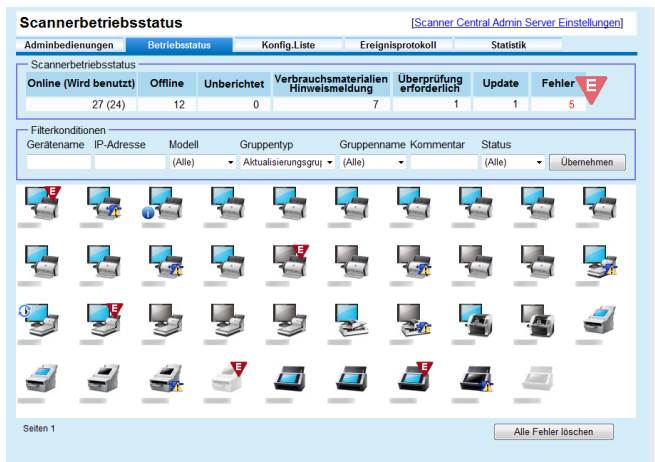 Scannerbetriebsstatus
[Scanner Central Admin Server Einstellungen]
Adminbedienungen Betriebsstatus Konfig.Liste Ereignisprotokoll Statistik
Scannerbetriebsstatus
Online (Wird benutzt) Offline Unberichtet Verbrauchsmaterialien Hinweismeldung Überprüfung erforderlich Update Fehler E
27 (24) 12 0 7 1 1 5
Filterkonditionen
Gerätename IP-Adresse Modell Gruppentyp Gruppenname Kommentar Status
(Alle) Aktualisierungsgruj (Alle) (Alle) Übernehmen
E
E
E
E E
Seiten 1
Alle Fehler löschen